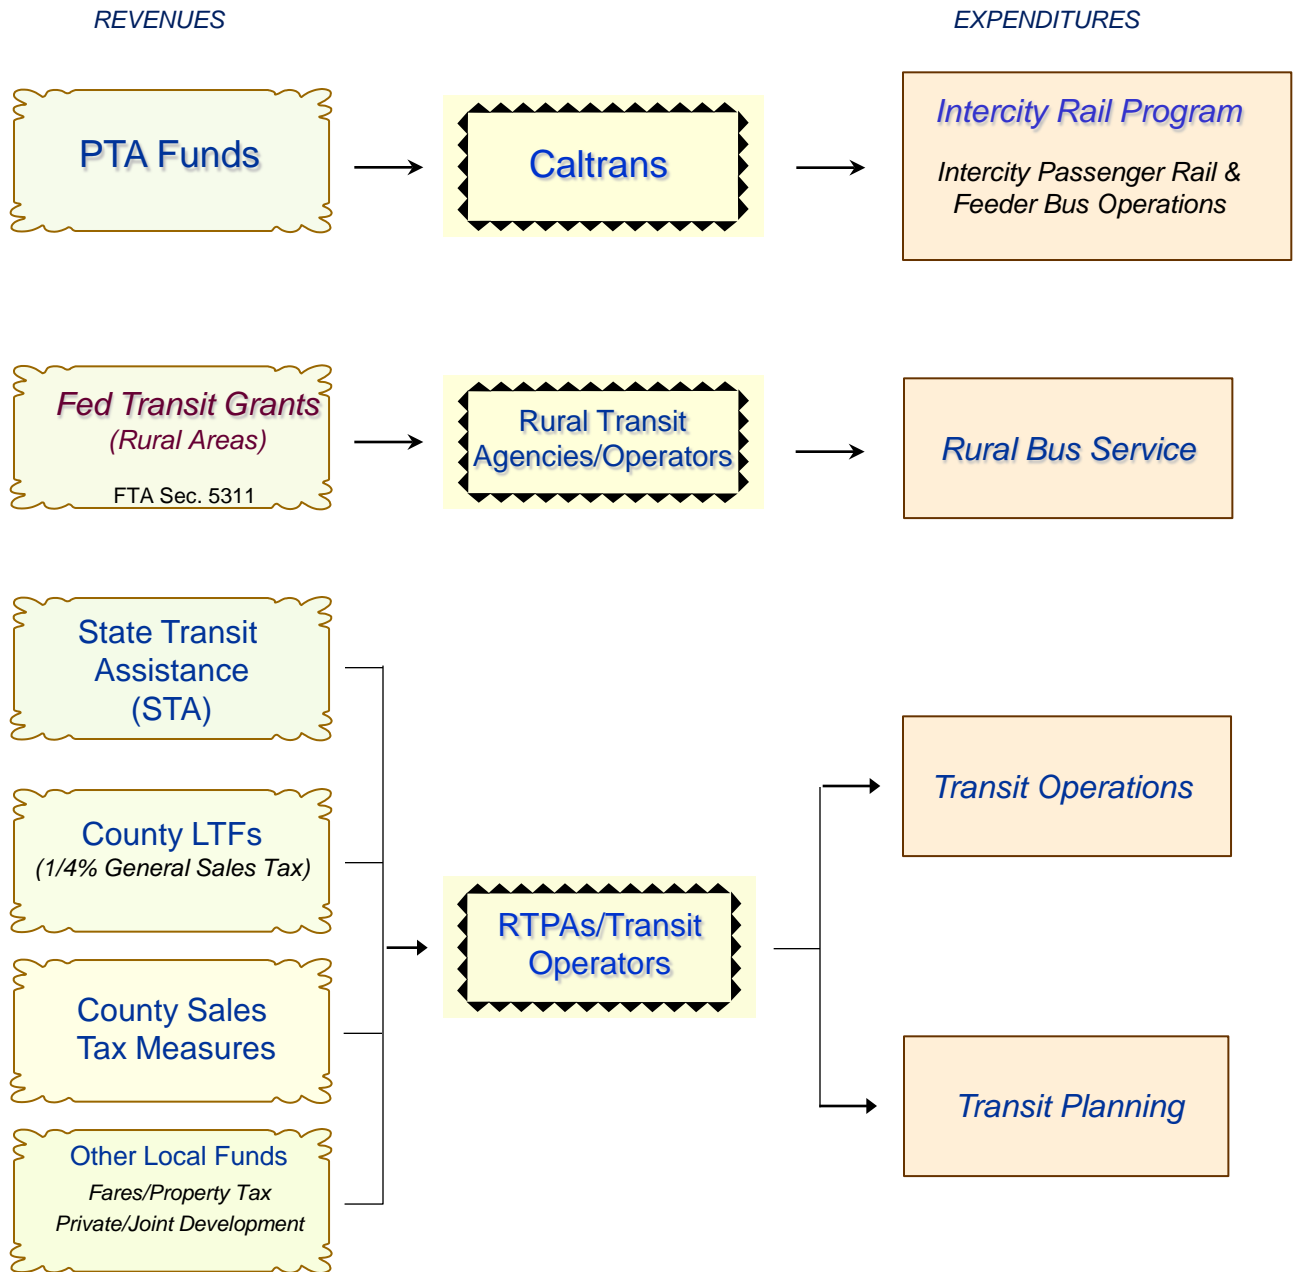 REVENUES
EXPENDITURES
PTA Funds
Caltrans
Intercity Rail Program
Intercity Passenger Rail &
Feeder Bus Operations
Fed Transit Grants
(Rural Areas)
FTA Sec. 5311
Rural Transit
Agencies/Operators
Rural Bus Service
State Transit
Assistance
(STA)
County LTFs
(1/4% General Sales Tax)
County Sales
Tax Measures
Other Local Funds
Fares/Property Tax
Private/Joint Development
RTPAs/Transit
Operators
Transit Operations
Transit Planning